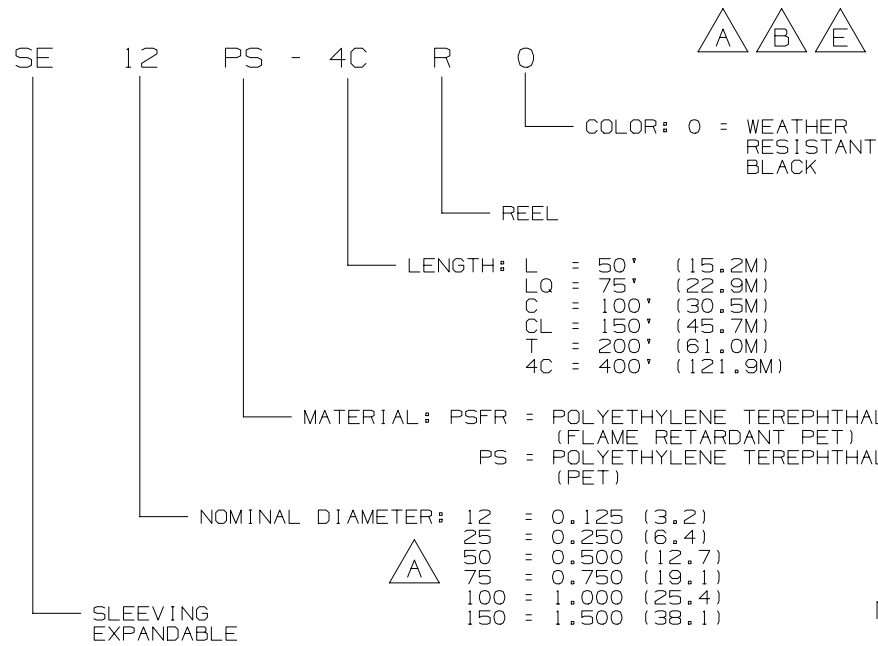 A B E
SE 12 PS - 4C R 0
COLOR: 0 = WEATHER
RESISTANT
BLACK
REEL
LENGTH: L = 50' (15.2M)
LQ = 75' (22.9M)
C = 100' (30.5M)
CL = 150' (45.7M)
T = 200' (61.0M)
4C = 400' (121.9M)
MATERIAL: PSFR = POLYETHYLENE TEREPHTHAL
(FLAME RETARDANT PET)
PS = POLYETHYLENE TEREPHTHAL
(PET)
NOMINAL DIAMETER: 12 = 0.125 (3.2)
25 = 0.250 (6.4)
50 = 0.500 (12.7)
A 75 = 0.750 (19.1)
100 = 1.000 (25.4)
150 = 1.500 (38.1)
SLEEVING
EXPANDABLE